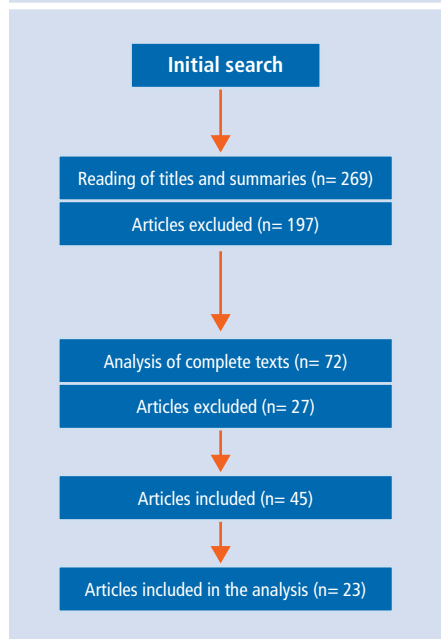 Initial search
Reading of titles and summaries (n= 269)
Articles excluded (n= 197)
Analysis of complete texts (n= 72)
Articles excluded (n= 27)
Articles included (n= 45)
Articles included in the analysis (n= 23)